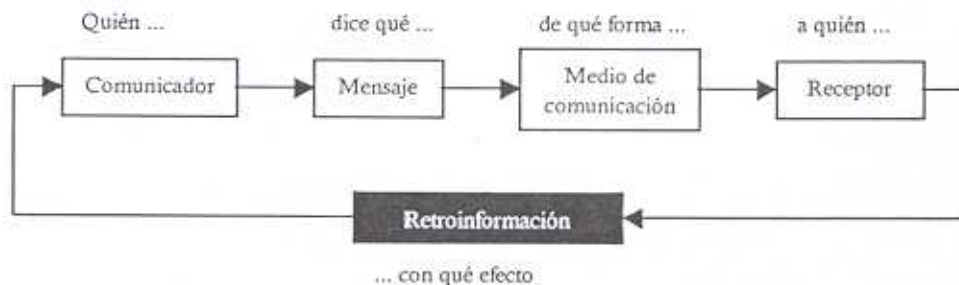 Quién ... dice qué ... de qué forma ... a quién ...
Comunicador Mensaje Medio de comunicación Receptor
Retroinformación
... con qué efecto